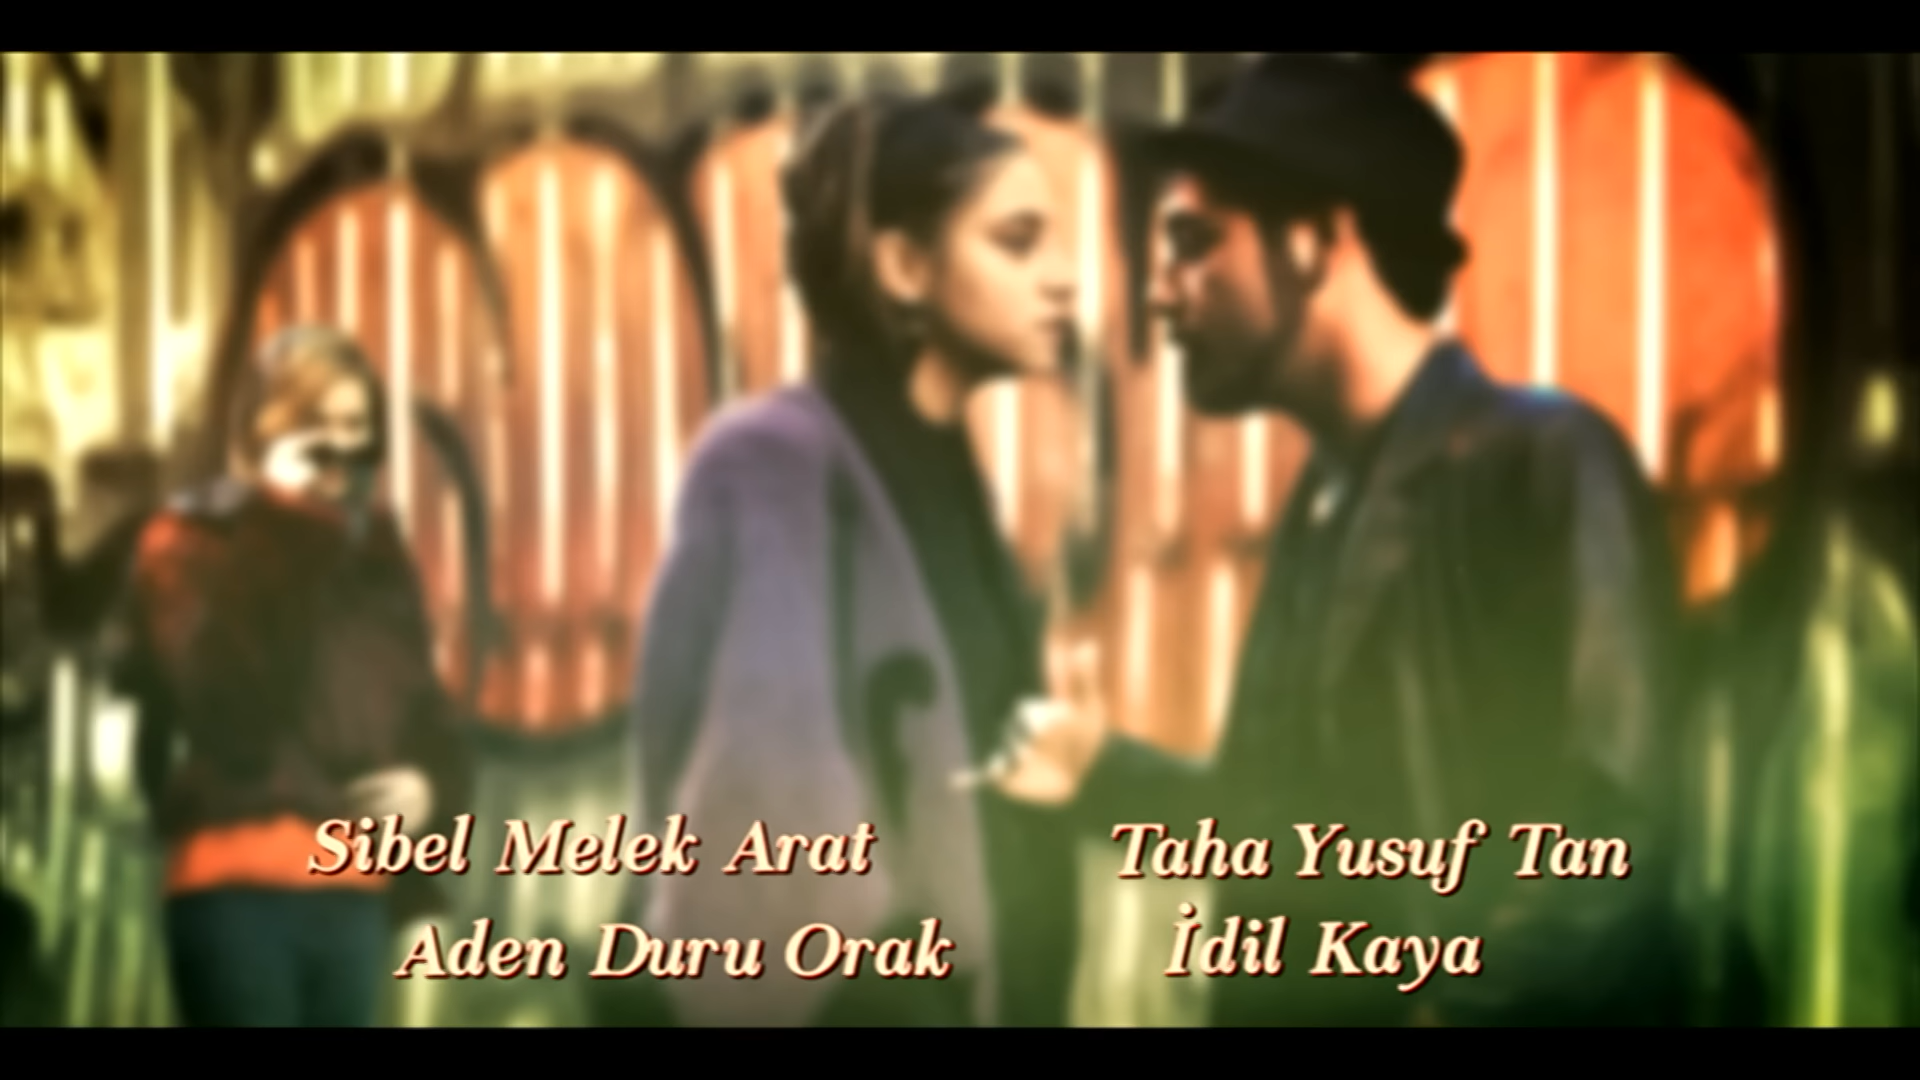 Sibel Melek Arat
Taha Yusuf Tan
Aden Duru Orak
İdil Kaya